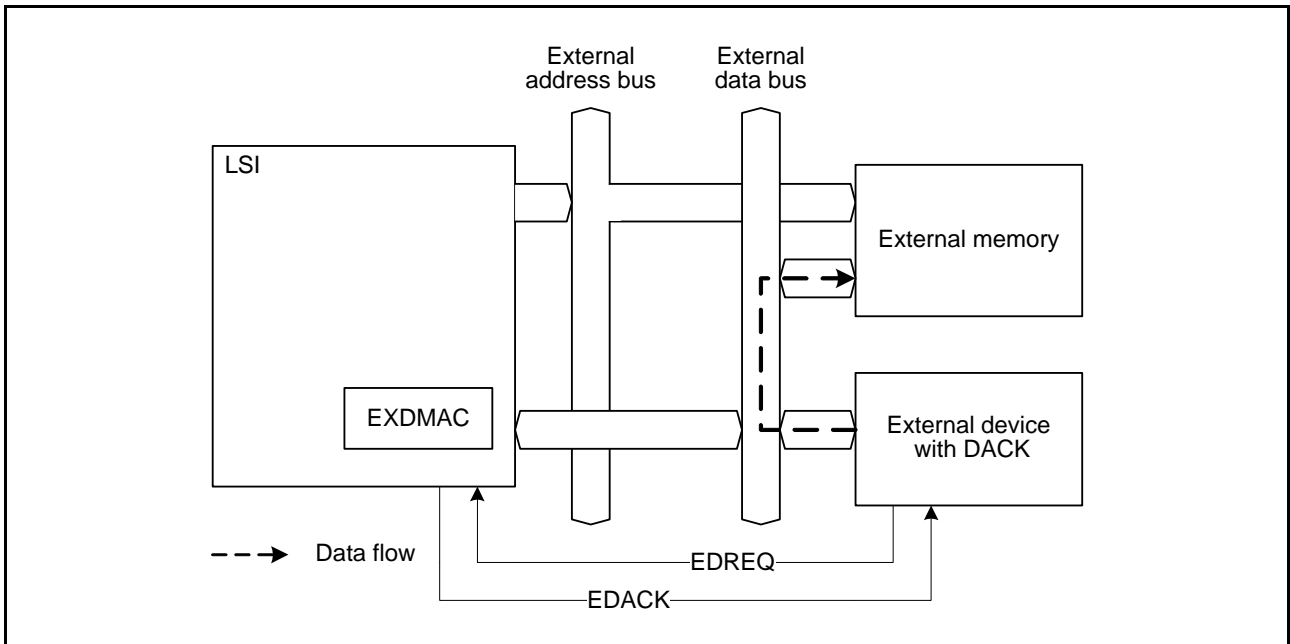 External
address bus
External
data bus
LSI
External memory
EXDMAC
External device
with DACK
Data flow
EDREQ
EDACK